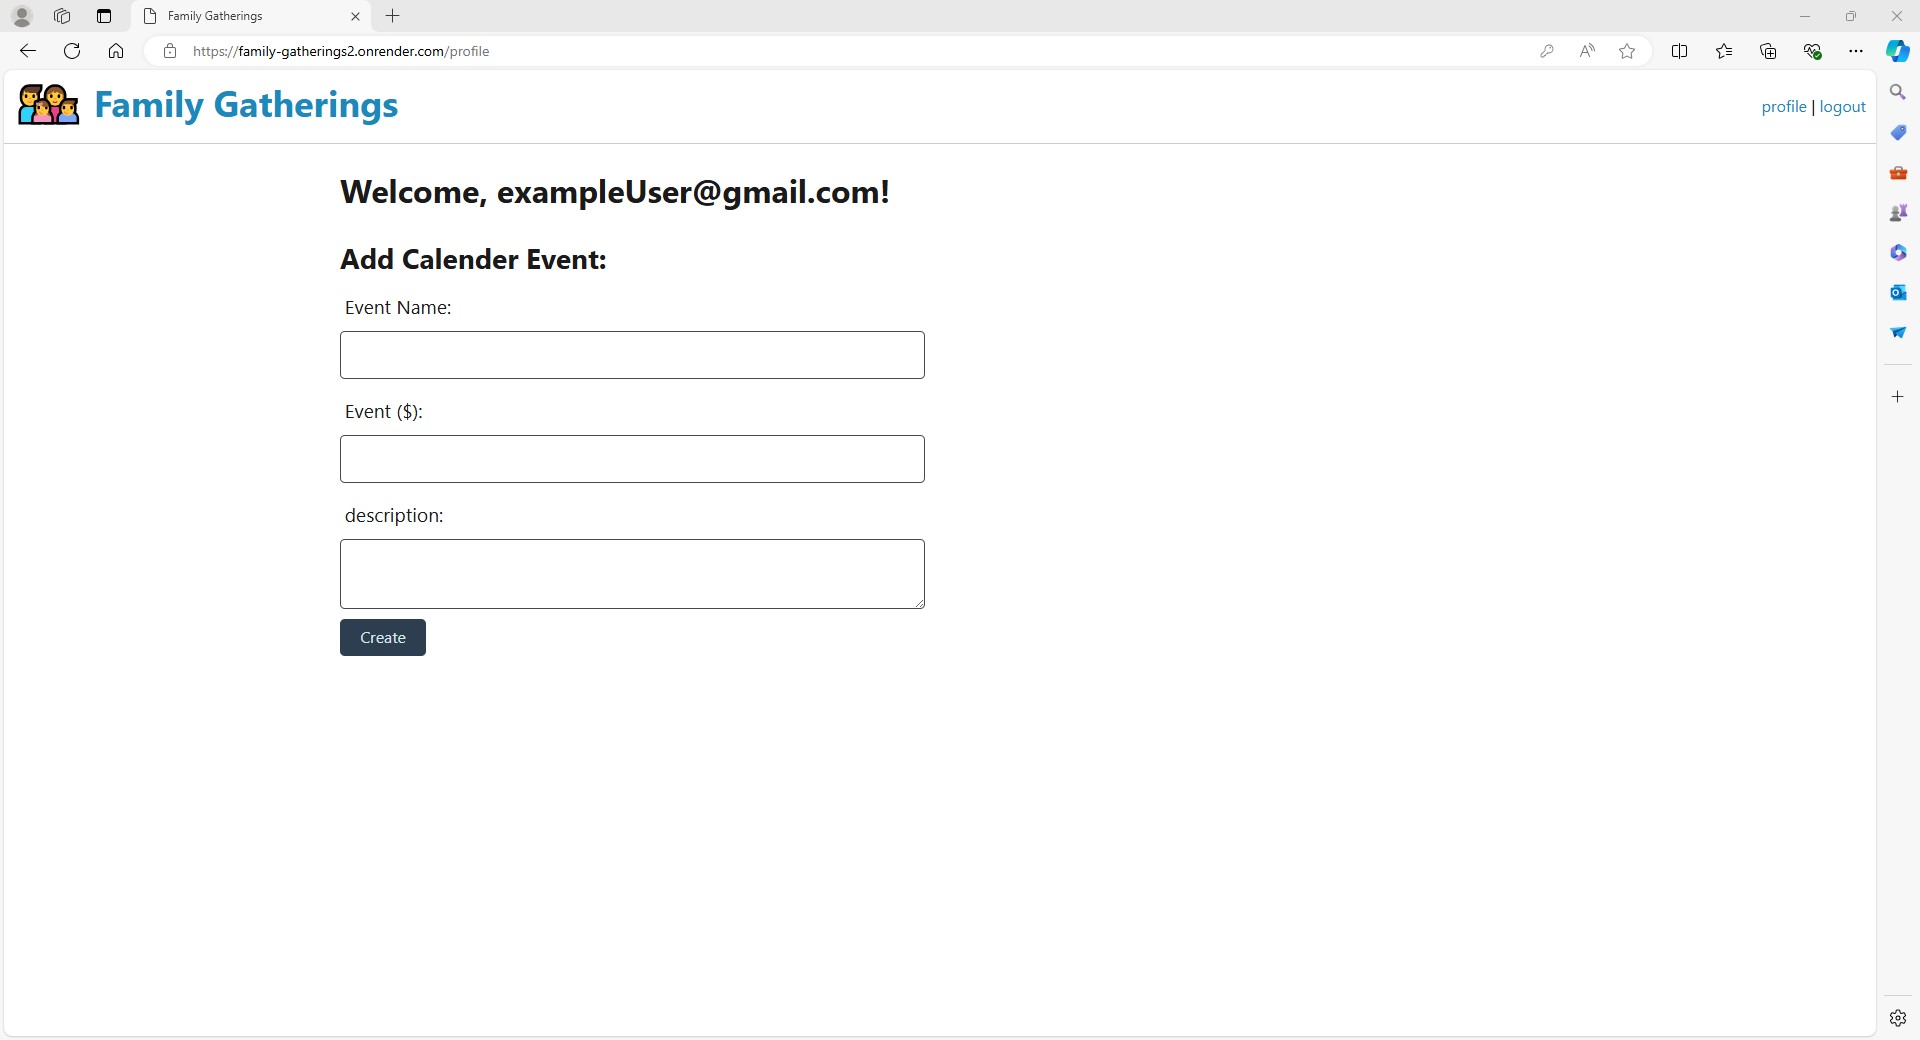 Family Gatherings
https://family-gatherings2.onrender.com/profile
Family Gatherings
profile | logout
Welcome, exampleUser@gmail.com!
Add Calender Event:
Event Name:
Event ($):
description:
Create